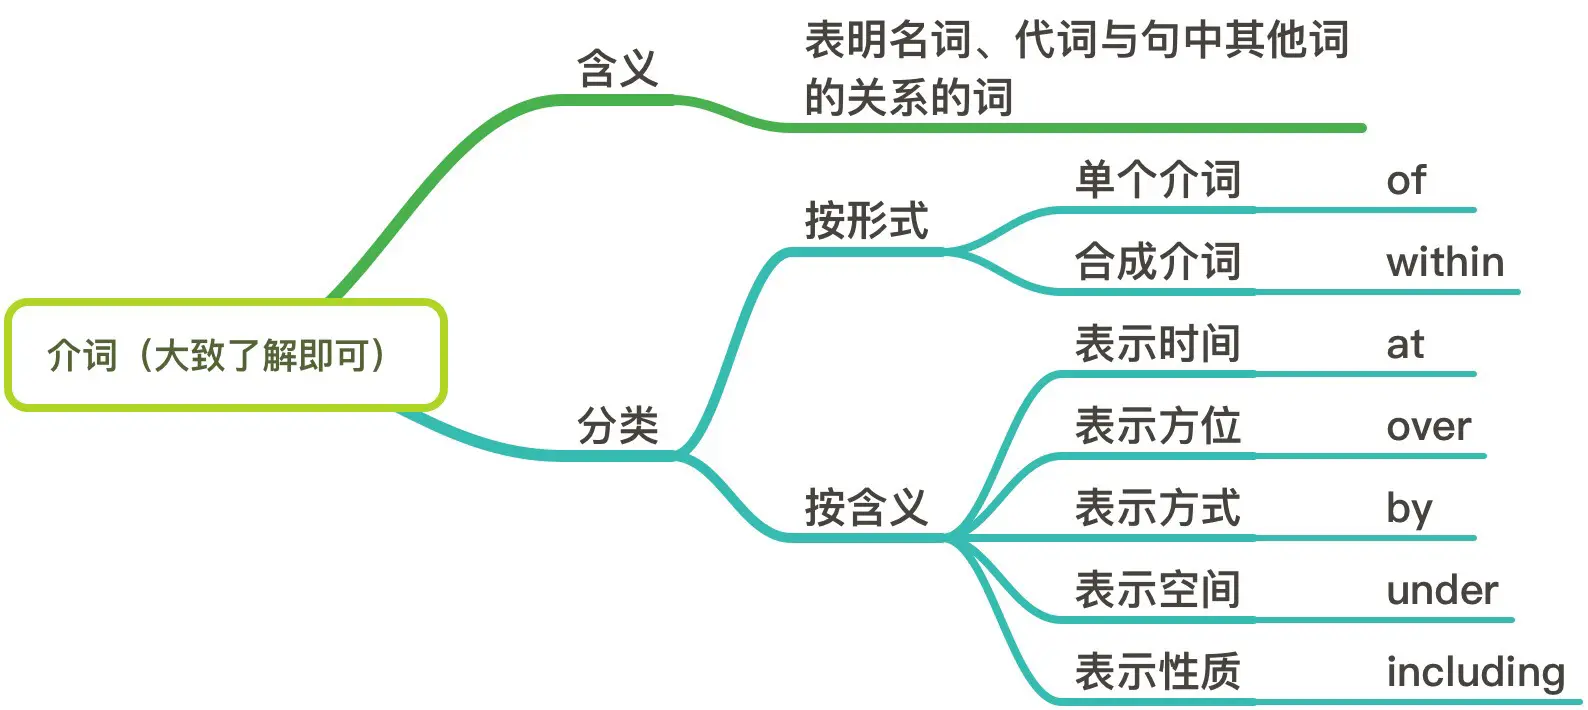 含义
表明名词、代词与句中其他词
的关系的词
介词（大致了解即可）
分类
按形式
单个介词 of
合成介词 within
按含义
表示时间 at
表示方位 over
表示方式 by
表示空间 under
表示性质 including